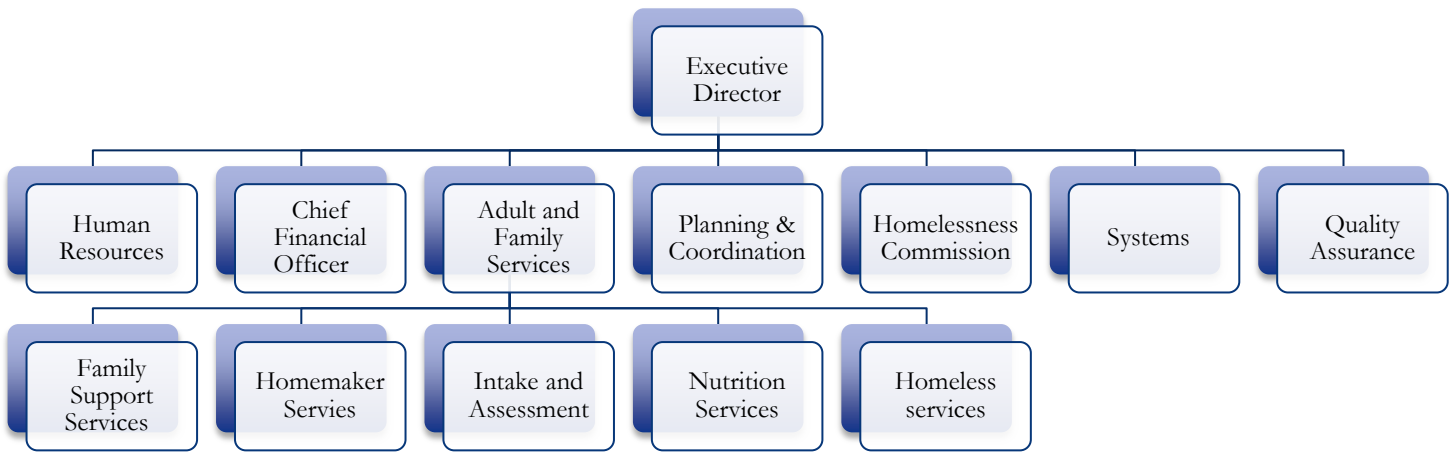 Executive
Director
Human
Resources
Chief
Financial
Officer
Adult and
Family
Services
Planning &
Coordination
Homelessness
Commission
Systems
Quality
Assurance
Family
Support
Services
Homemaker
Servies
Intake and
Assessment
Nutrition
Services
Homeless
services